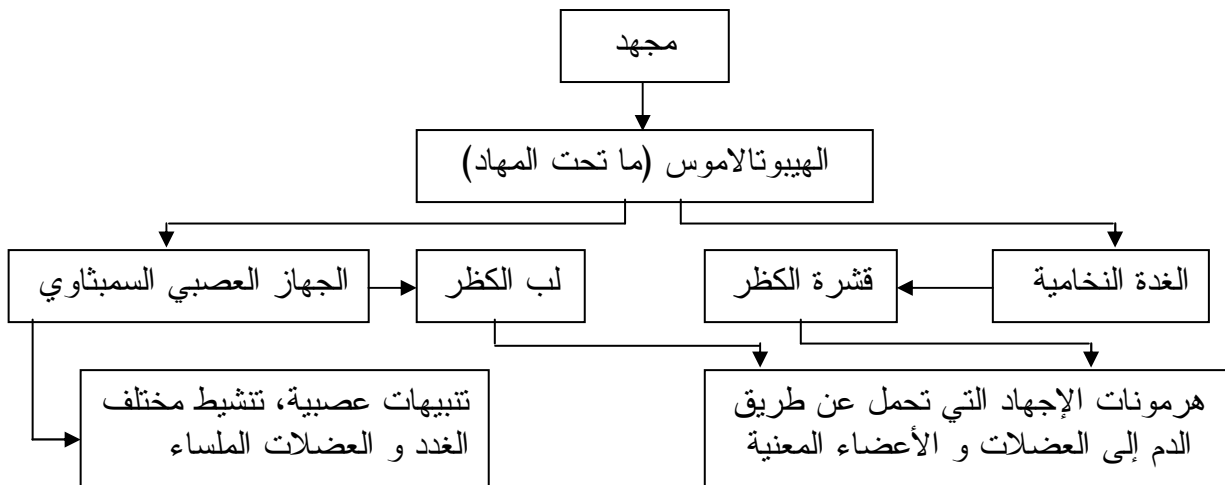 مجهد
الهيبوتالاموس (ما تحت المهاد)
الغدة النخامية
قشرة الكظر
لب الكظر
الجهاز العصبي السمبثاوي
هرمونات الإجهاد التي تحمل عن طريق
الدم إلى العضلات و الأعضاء المعنية
تنبيهات عصبية، تنشيط مختلف
الغدد و العضلات الملساء